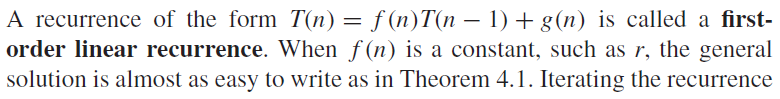 A recurrence of the form T(n) = f(n)T(n − 1) + g(n) is called a first-
order linear recurrence. When f(n) is a constant, such as r, the general
solution is almost as easy to write as in Theorem 4.1. Iterating the recurrence